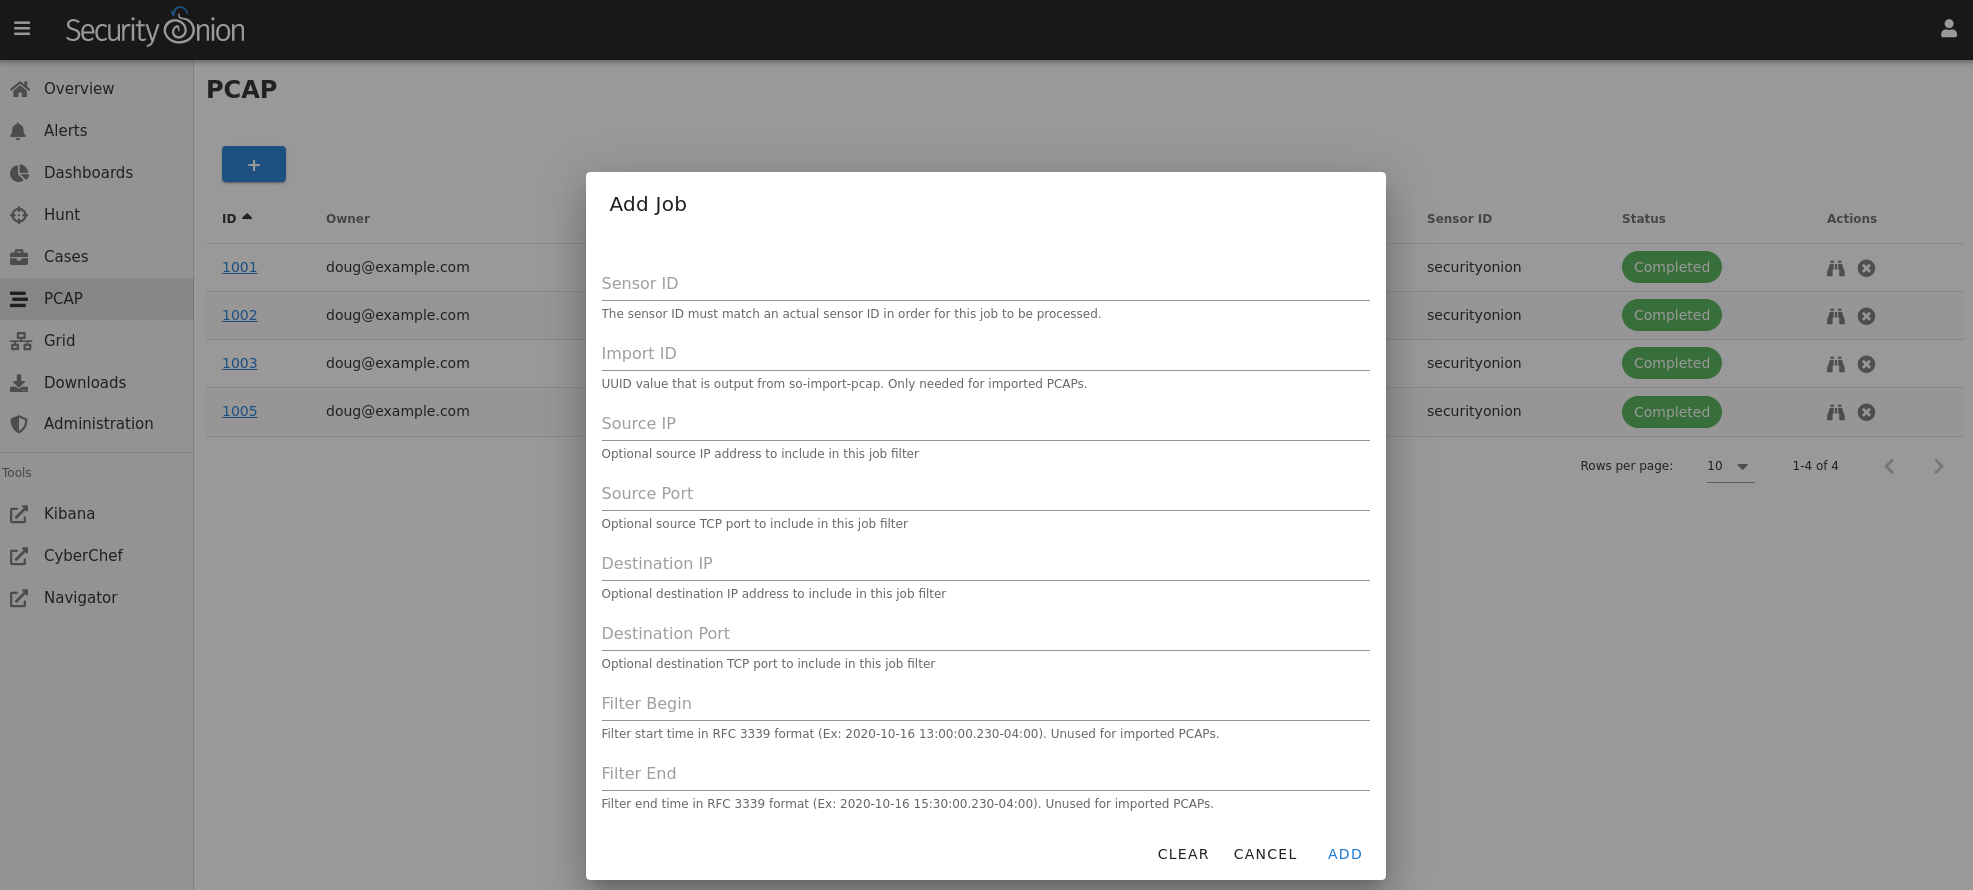 Security Onion
Overview
Alerts
Dashboards
Hunt
Cases
PCAP
Grid
Downloads
Administration
Tools
Kibana
CyberChef
Navigator
PCAP
+
ID Owner Sensor ID Status Actions
1001 doug@example.com securityonion Completed
1002 doug@example.com securityonion Completed
1003 doug@example.com securityonion Completed
1005 doug@example.com securityonion Completed
Rows per page: 10 1-4 of 4
Add Job
Sensor ID
The sensor ID must match an actual sensor ID in order for this job to be processed.
Import ID
UUID value that is output from so-import-pcap. Only needed for imported PCAPs.
Source IP
Optional source IP address to include in this job filter
Source Port
Optional source TCP port to include in this job filter
Destination IP
Optional destination IP address to include in this job filter
Destination Port
Optional destination TCP port to include in this job filter
Filter Begin
Filter start time in RFC 3339 format (Ex: 2020-10-16 13:00:00.230-04:00). Unused for imported PCAPs.
Filter End
Filter end time in RFC 3339 format (Ex: 2020-10-16 15:30:00.230-04:00). Unused for imported PCAPs.
CLEAR CANCEL ADD